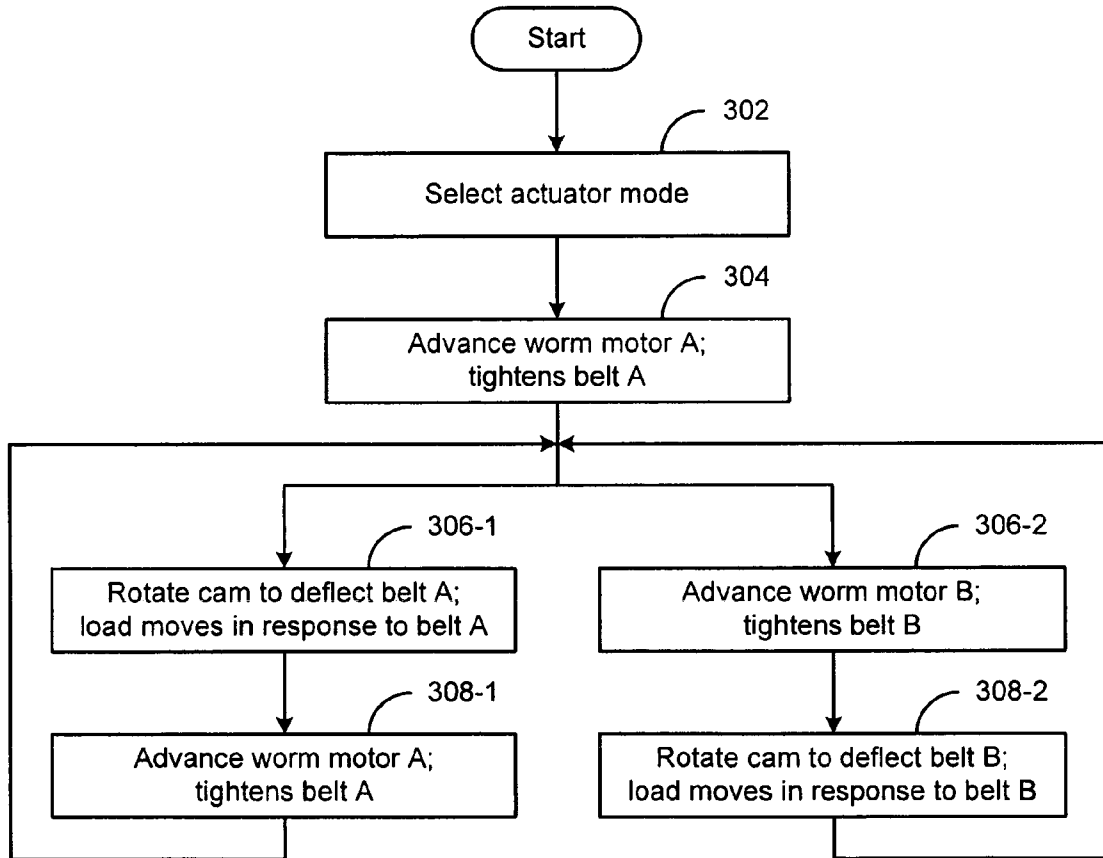 Start
302
Select actuator mode
304
Advance worm motor A;
tightens belt A
306-1
Rotate cam to deflect belt A;
load moves in response to belt A
306-2
Advance worm motor B;
tightens belt B
308-1
Advance worm motor A;
tightens belt A
308-2
Rotate cam to deflect belt B;
load moves in response to belt B